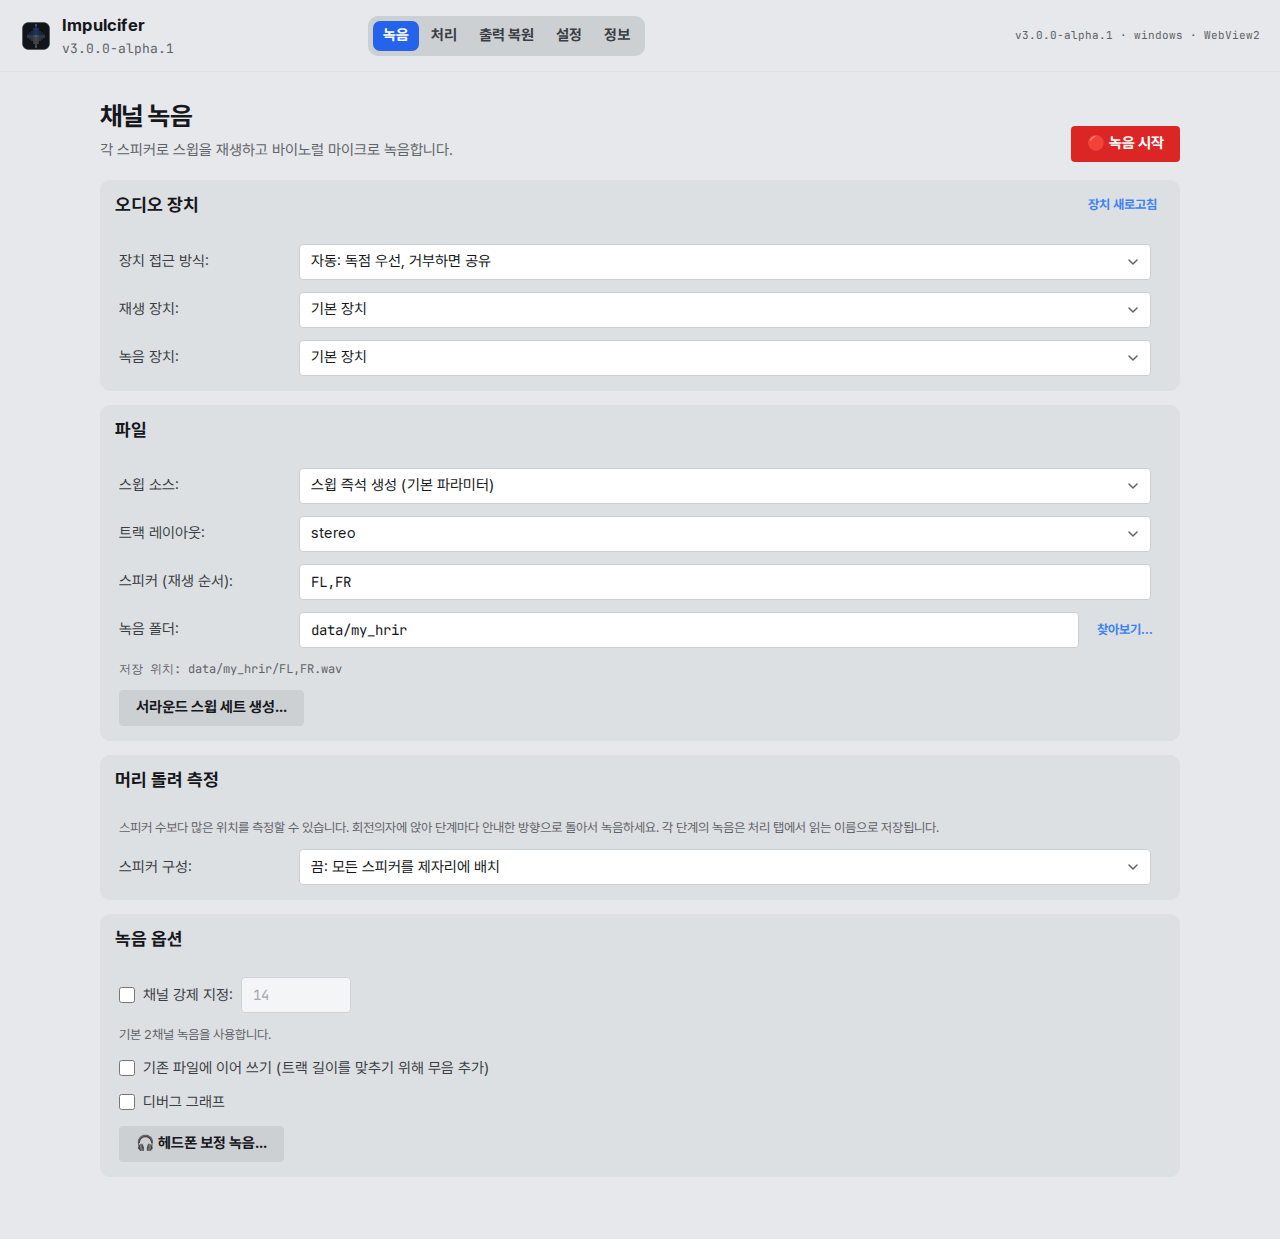 Impulcifer
v3.0.0-alpha.1
녹음 처리 출력 복원 설정 정보
v3.0.0-alpha.1 · windows · WebView2
채널 녹음
각 스피커로 스윕을 재생하고 바이노럴 마이크로 녹음합니다.
🔴 녹음 시작
오디오 장치
장치 새로고침
장치 접근 방식: 자동: 독점 우선, 거부하면 공유
재생 장치: 기본 장치
녹음 장치: 기본 장치
파일
스윕 소스: 스윕 즉석 생성 (기본 파라미터)
트랙 레이아웃: stereo
스피커 (재생 순서): FL,FR
녹음 폴더: data/my_hrir 찾아보기...
저장 위치: data/my_hrir/FL,FR.wav
서라운드 스윕 세트 생성...
머리 돌려 측정
스피커 수보다 많은 위치를 측정할 수 있습니다. 회전의자에 앉아 단계마다 안내한 방향으로 돌아서 녹음하세요. 각 단계의 녹음은 처리 탭에서 읽는 이름으로 저장됩니다.
스피커 구성: 끔: 모든 스피커를 제자리에 배치
녹음 옵션
채널 강제 지정: 14
기본 2채널 녹음을 사용합니다.
기존 파일에 이어 쓰기 (트랙 길이를 맞추기 위해 무음 추가)
디버그 그래프
🎧 헤드폰 보정 녹음...